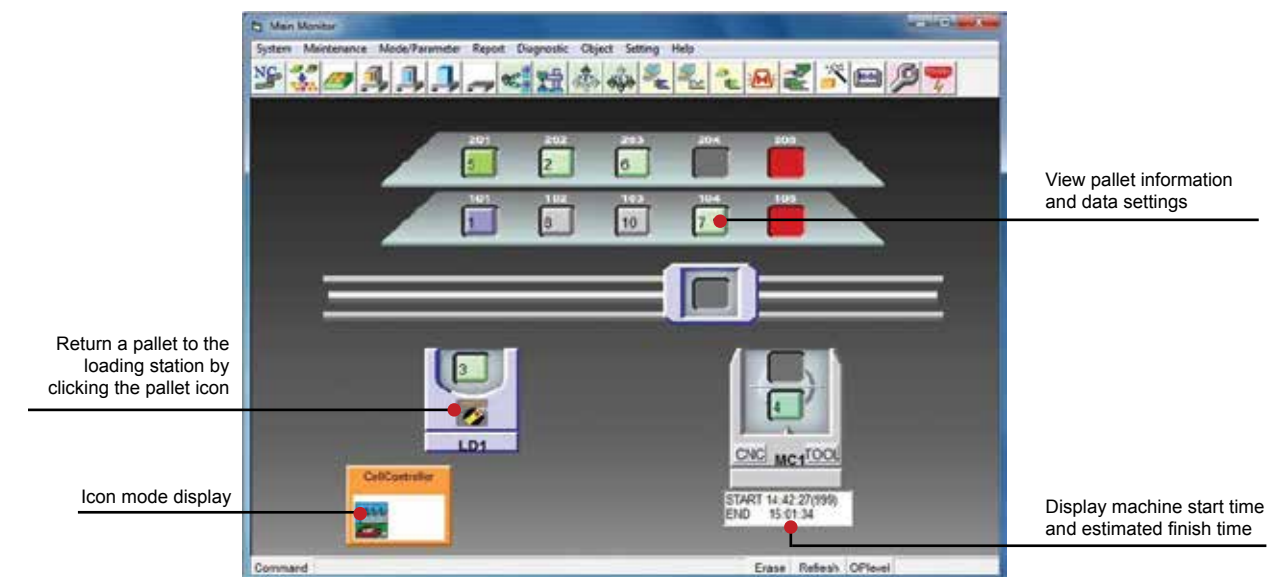 Main Monitor
System Maintenance Mode/Parameter Report Diagnostic Object Setting Help
NC
201 202 203 204 205
5 2 6
101 102 103 104 105
1 8 10 7
View pallet information
and data settings
Return a pallet to the
loading station by
clicking the pallet icon
3
4
LD1
CNC MC1 TOOL
CellController
Icon mode display
START 14:42:27(999)
END 15:01:34
Display machine start time
and estimated finish time
Command Erase Refresh OPlevel